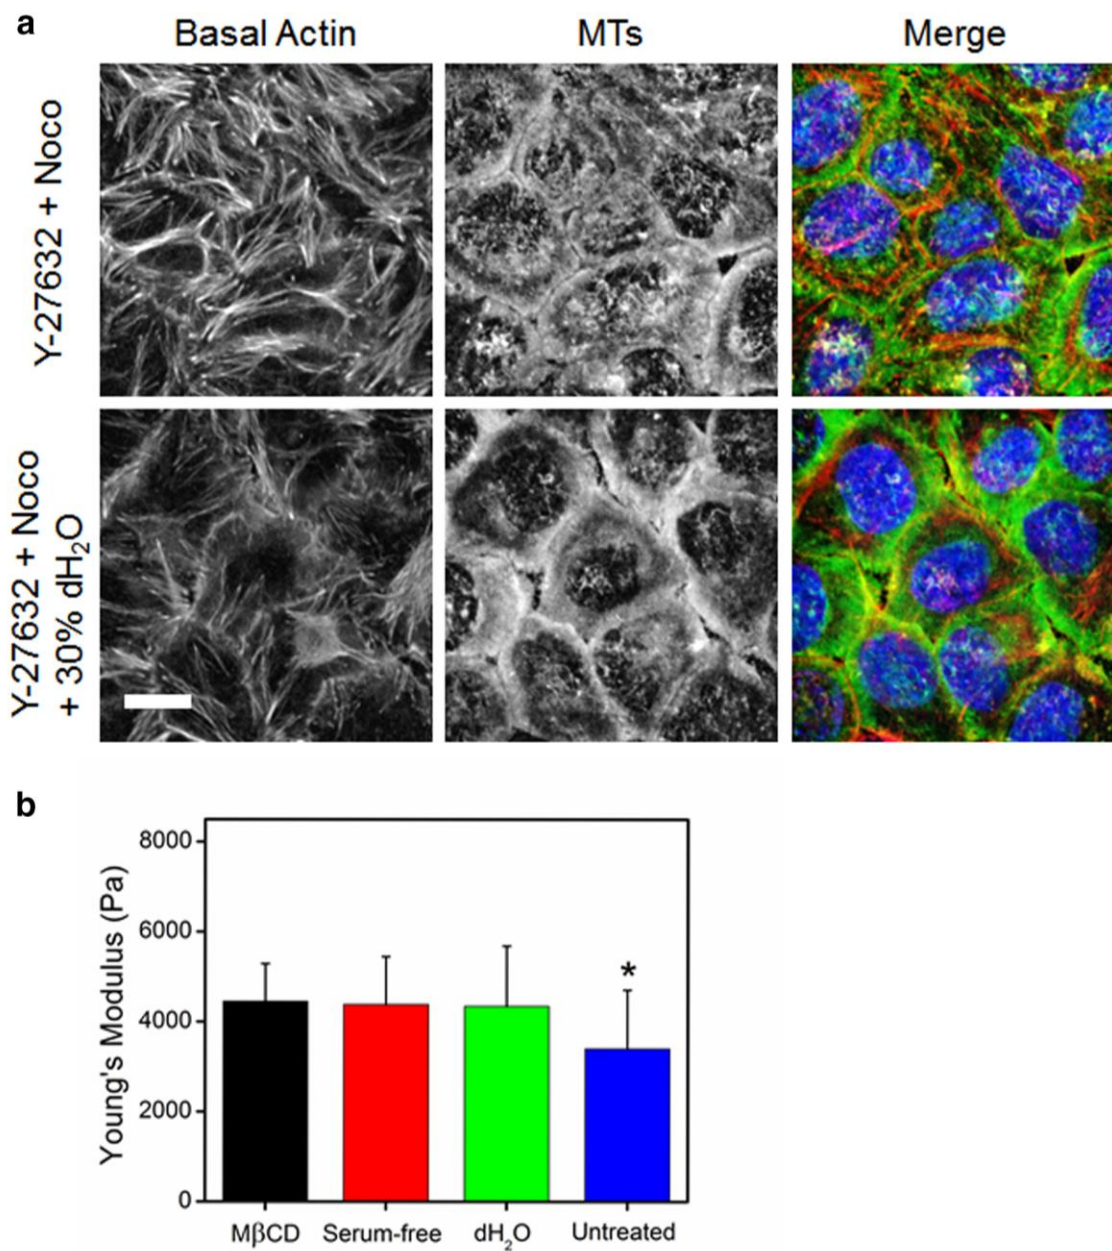 a
Basal Actin
MTs
Merge
Y-27632 + Noco
Y-27632 + Noco
+ 30% dH₂O
b
Young's Modulus (Pa)
8000
6000
4000
2000
0
*
MβCD
Serum-free
dH₂O
Untreated